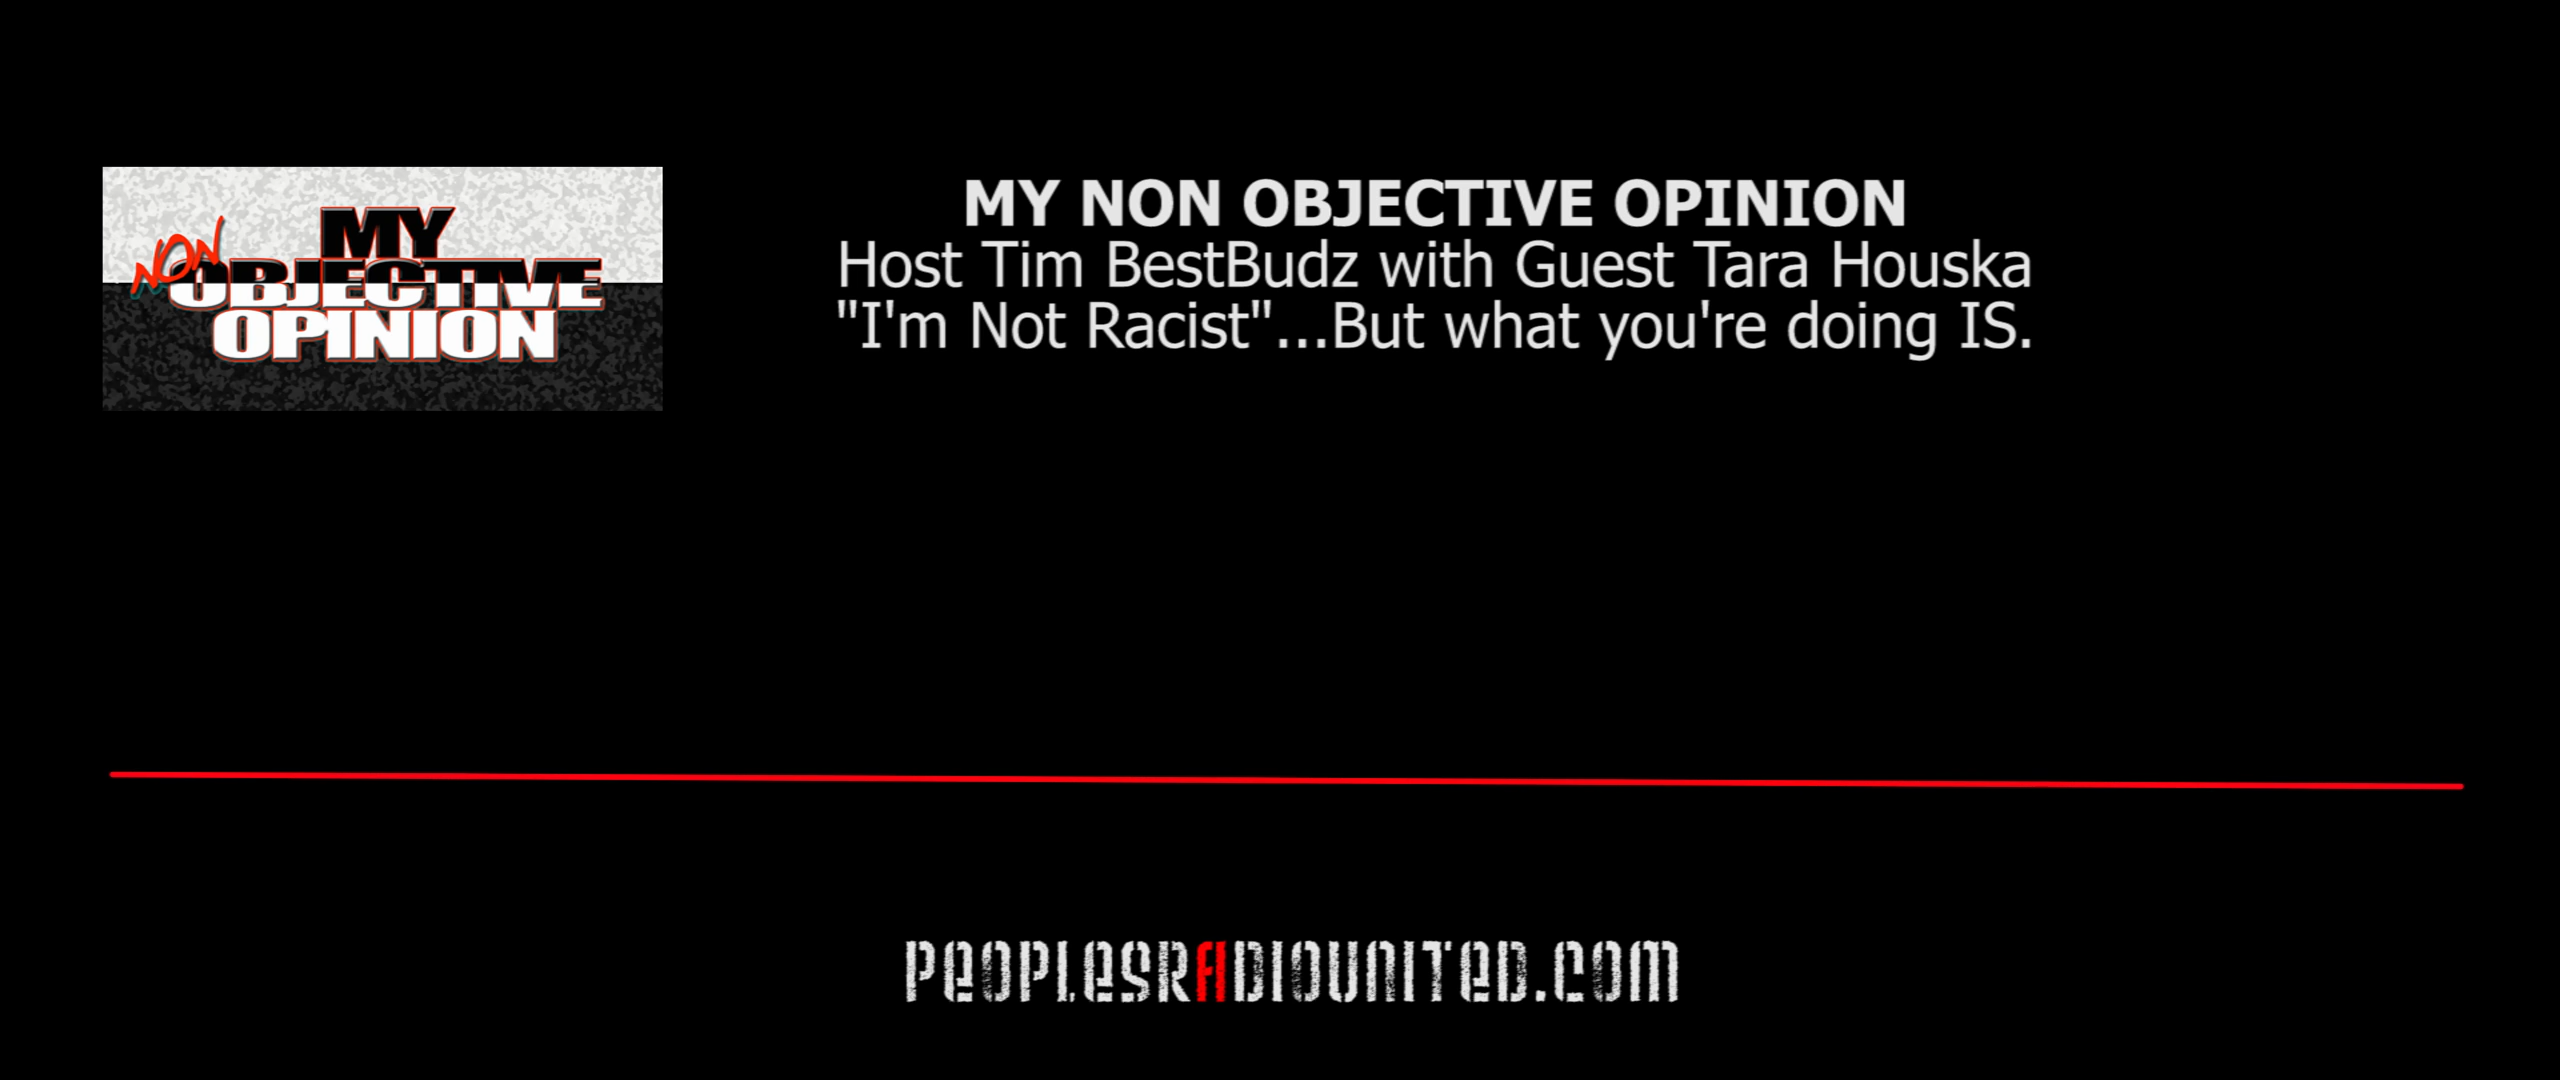 MY
NON
OBJECTIVE
OPINION
MY NON OBJECTIVE OPINION
Host Tim BestBudz with Guest Tara Houska
"I'm Not Racist"...But what you're doing IS.
PEOPLESRADIOUNITED.COM